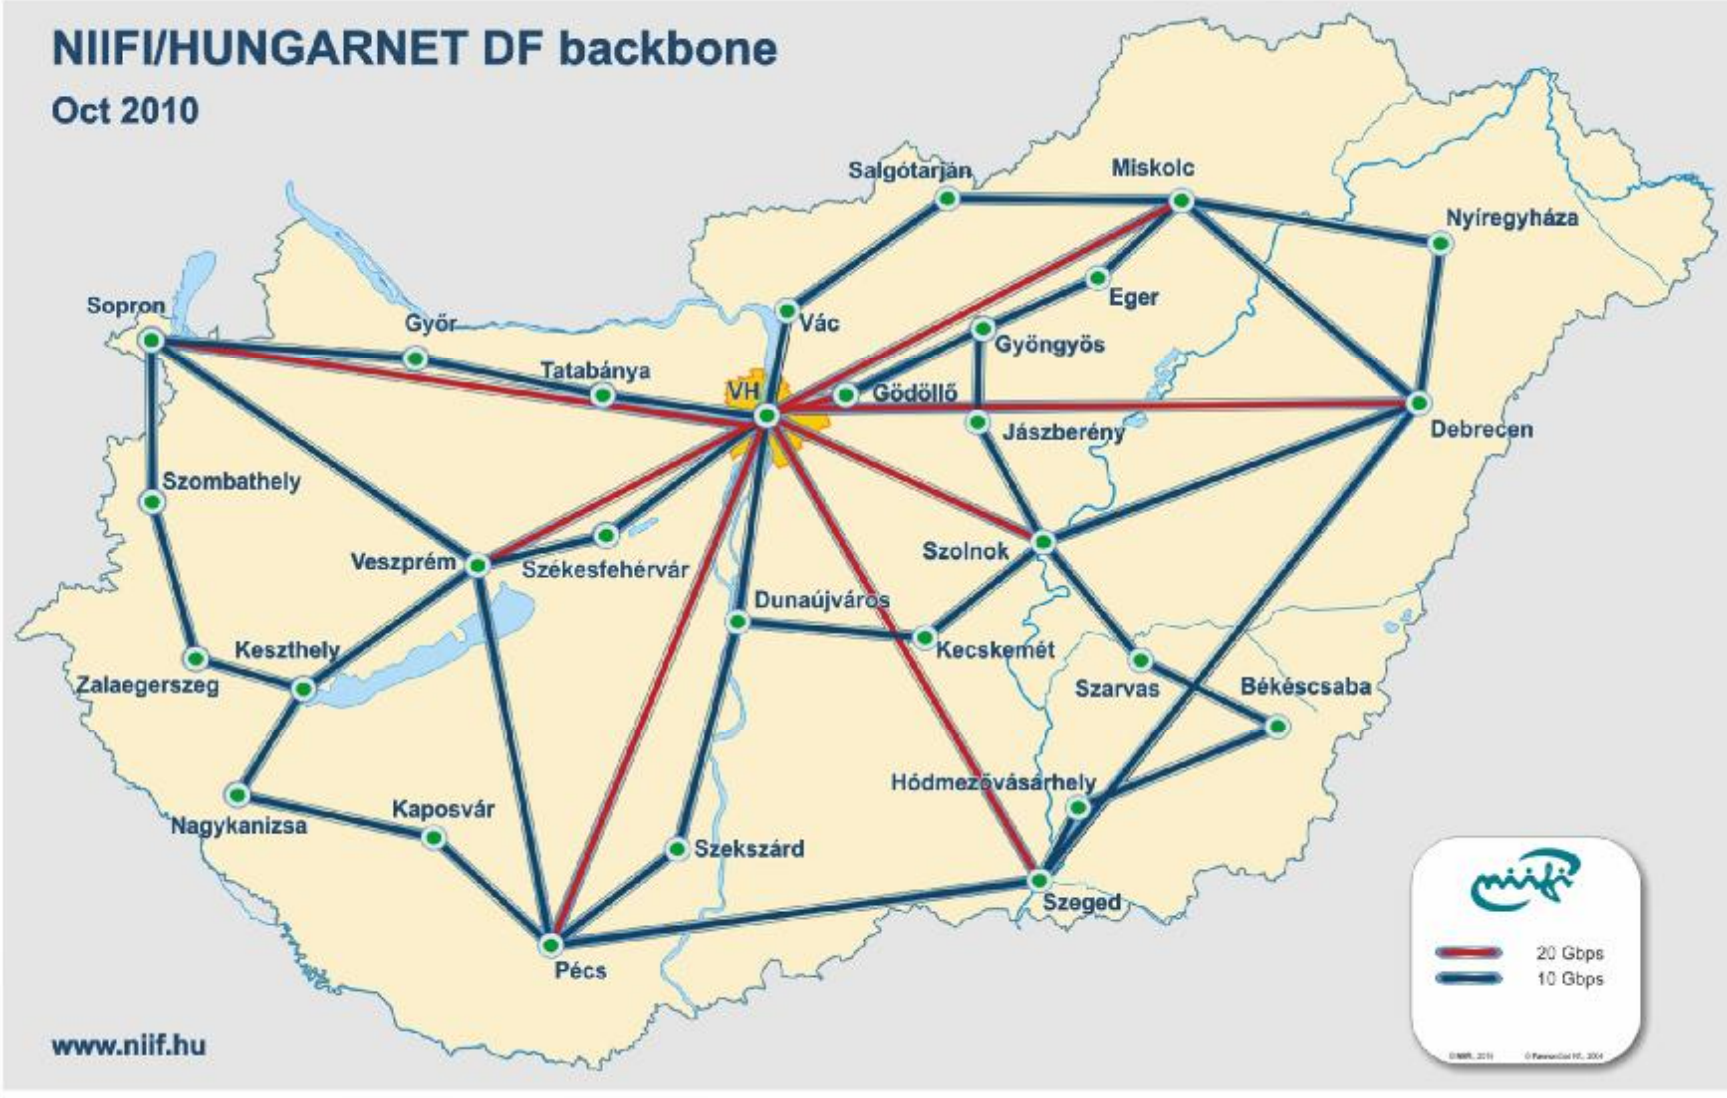 NIIFI/HUNGARNET DF backbone
Oct 2010
Salgótarján
Miskolc
Nyíregyháza
Sopron
Győr
Vác
Eger
Gyöngyös
Tatabánya
VH
Gödöllő
Jászberény
Debrecen
Szombathely
Veszprém
Székesfehérvár
Szolnok
Dunaújváros
Keszthely
Kecskemét
Zalaegerszeg
Szarvas
Békéscsaba
Hódmezővásárhely
Nagykanizsa
Kaposvár
Szekszárd
Szeged
Pécs
niifi
20 Gbps
10 Gbps
www.niif.hu